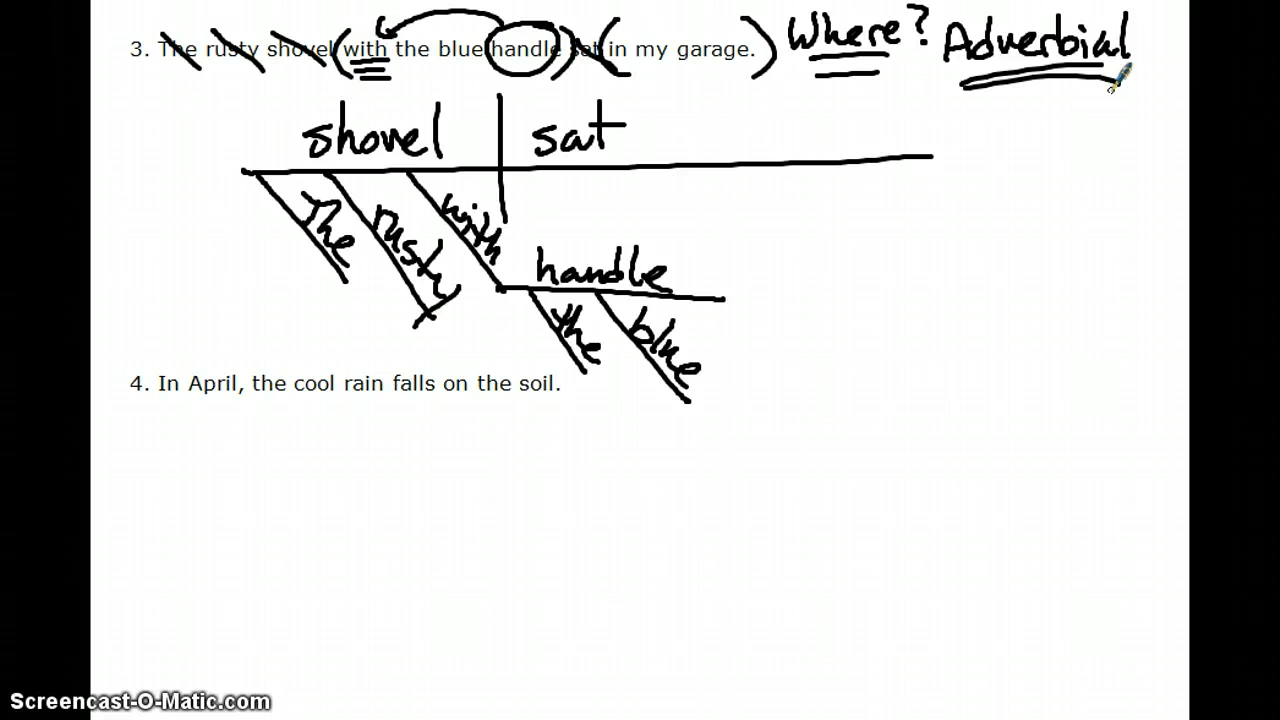 3. The rusty shovel with the blue handle sat in my garage. Where? Adverbial
shovel sat
The rusty with
handle
the blue
4. In April, the cool rain falls on the soil.
Screencast-O-Matic.com